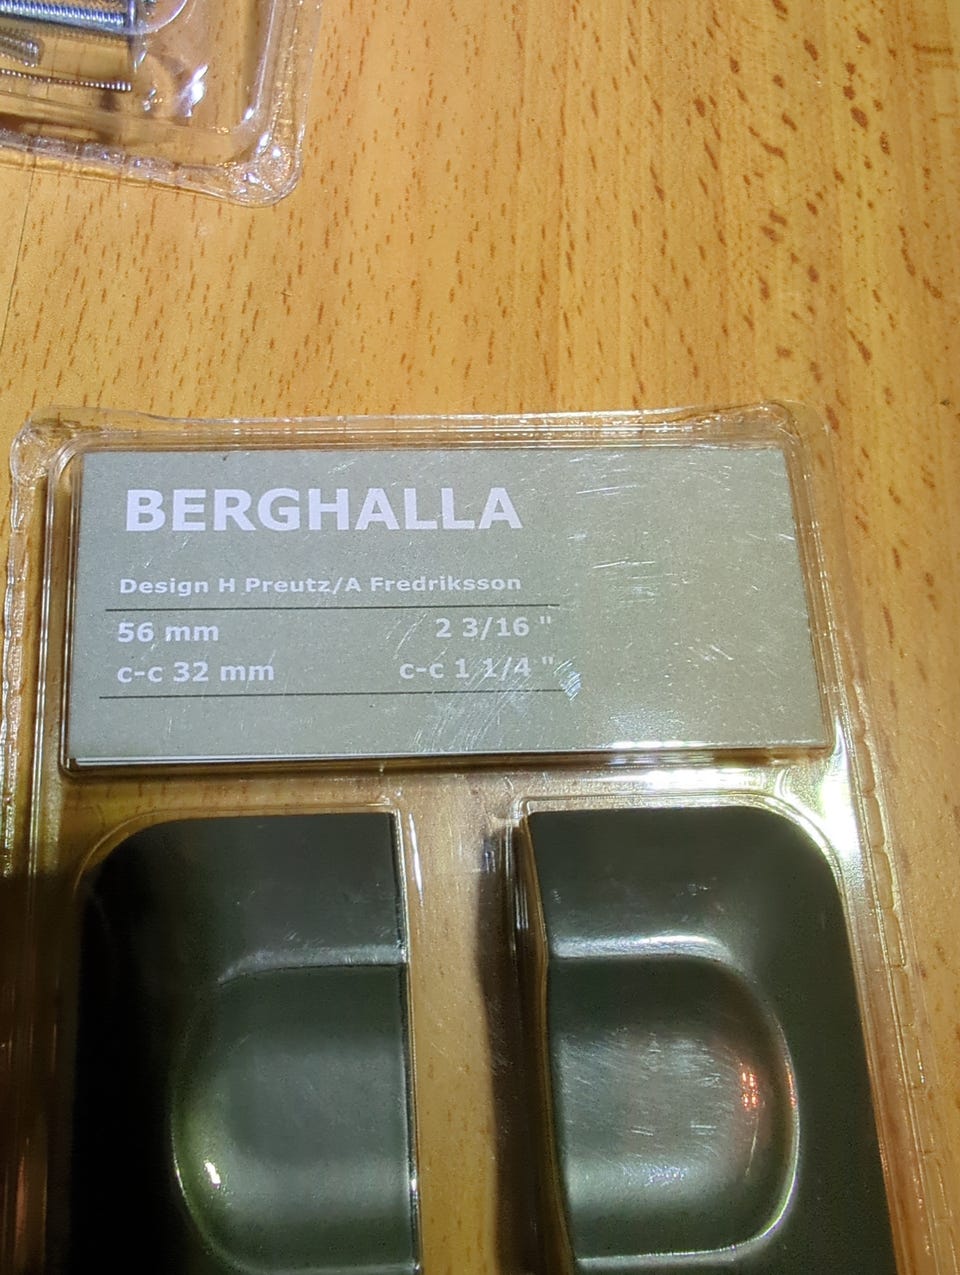 BERGHALLA
Design H Preutz/A Fredriksson
56 mm 2 3/16 "
c-c 32 mm c-c 1 1/4 "